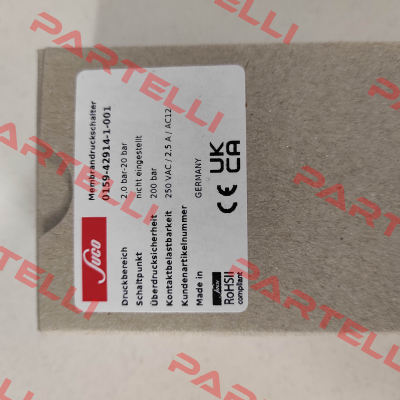 Suco
Membrandruckschalter
0159-42914-1-001
Druckbereich 2,0 bar-20 bar
Schaltpunkt nicht eingestellt
Überdrucksicherheit 200 bar
Kontaktbelastbarkeit 250 VAC / 2,5 A / AC12
Kundenartikelnummer
Made in GERMANY
RoHSII
compliant
CE UK
CA
PARTELLI
PARTELLI
PARTELLI
PARTELLI